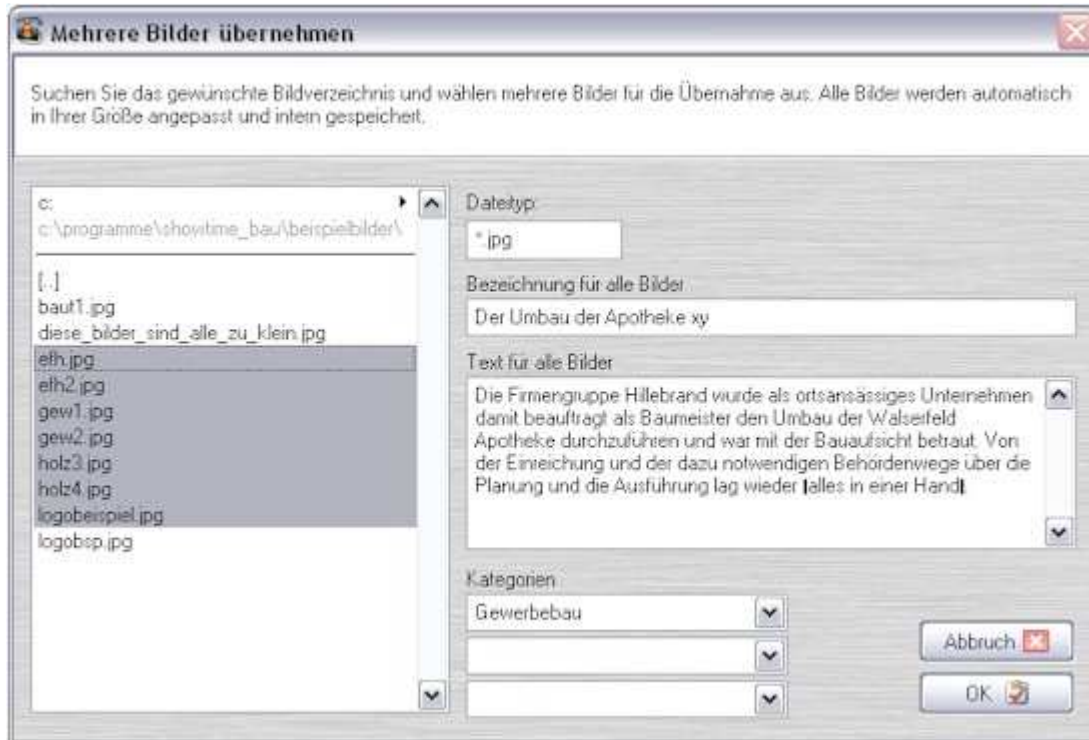 Mehrere Bilder übernehmen
Suchen Sie das gewünschte Bildverzeichnis und wählen mehrere Bilder für die Übernahme aus. Alle Bilder werden automatisch
in Ihrer Größe angepasst und intern gespeichert.
c:
c:\programme\showtime_bau\beispielbilder\
[..]
baut1.jpg
diese_bilder_sind_alle_zu_klein.jpg
efh.jpg
efh2.jpg
gew1.jpg
gew2.jpg
holz3.jpg
holz4.jpg
logobeispiel.jpg
logobsp.jpg
Dateityp
*.jpg
Bezeichnung für alle Bilder
Der Umbau der Apotheke xy
Text für alle Bilder
Die Firmengruppe Hillebrand wurde als ortsansässiges Unternehmen
damit beauftragt als Baumeister den Umbau der Walserfeld
Apotheke durchzuführen und war mit der Bauaufsicht betraut. Von
der Einreichung und der dazu notwendigen Behördenwege über die
Planung und die Ausführung lag wieder |alles in einer Hand|
Kategorien
Gewerbebau
Abbruch
OK